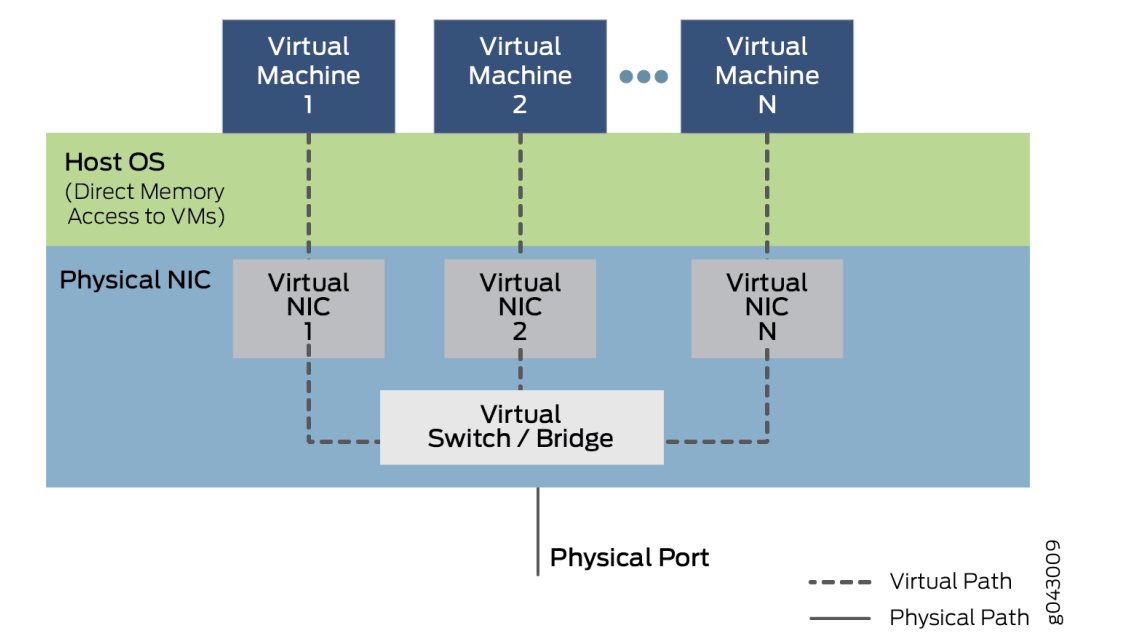 Virtual
Machine
1
Virtual
Machine
2
Virtual
Machine
N
Host OS
(Direct Memory
Access to VMs)
Physical NIC
Virtual
NIC
1
Virtual
NIC
2
Virtual
NIC
N
Virtual
Switch / Bridge
Physical Port
Virtual Path
Physical Path
g043009